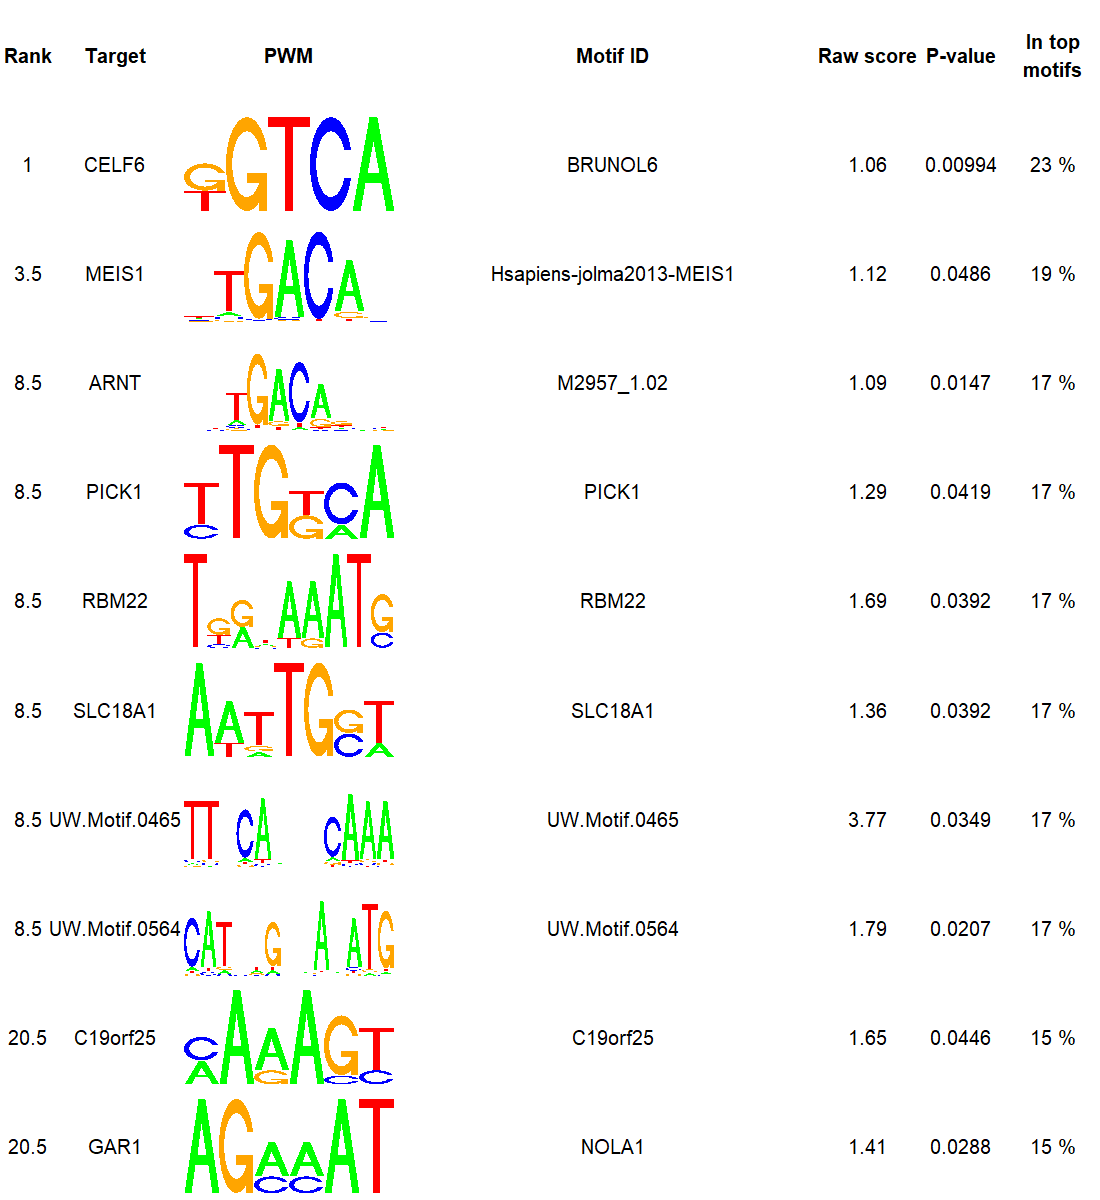 Rank Target PWM Motif ID Raw score P-value In top motifs
1 CELF6 GTGTCA BRUNOL6 1.06 0.00994 23 %
3.5 MEIS1 TGACA Hsapiens-jolma2013-MEIS1 1.12 0.0486 19 %
8.5 ARNT TGACA M2957_1.02 1.09 0.0147 17 %
8.5 PICK1 TCTGTGCAA PICK1 1.29 0.0419 17 %
8.5 RBM22 TGGAAAATGC RBM22 1.69 0.0392 17 %
8.5 SLC18A1 AATTTGGCTA SLC18A1 1.36 0.0392 17 %
8.5 UW.Motif.0465 TTCACAAA UW.Motif.0465 3.77 0.0349 17 %
8.5 UW.Motif.0564 CATGAATG UW.Motif.0564 1.79 0.0207 17 %
20.5 C19orf25 CAAAGAGCTC C19orf25 1.65 0.0446 15 %
20.5 GAR1 AGACACAT NOLA1 1.41 0.0288 15 %